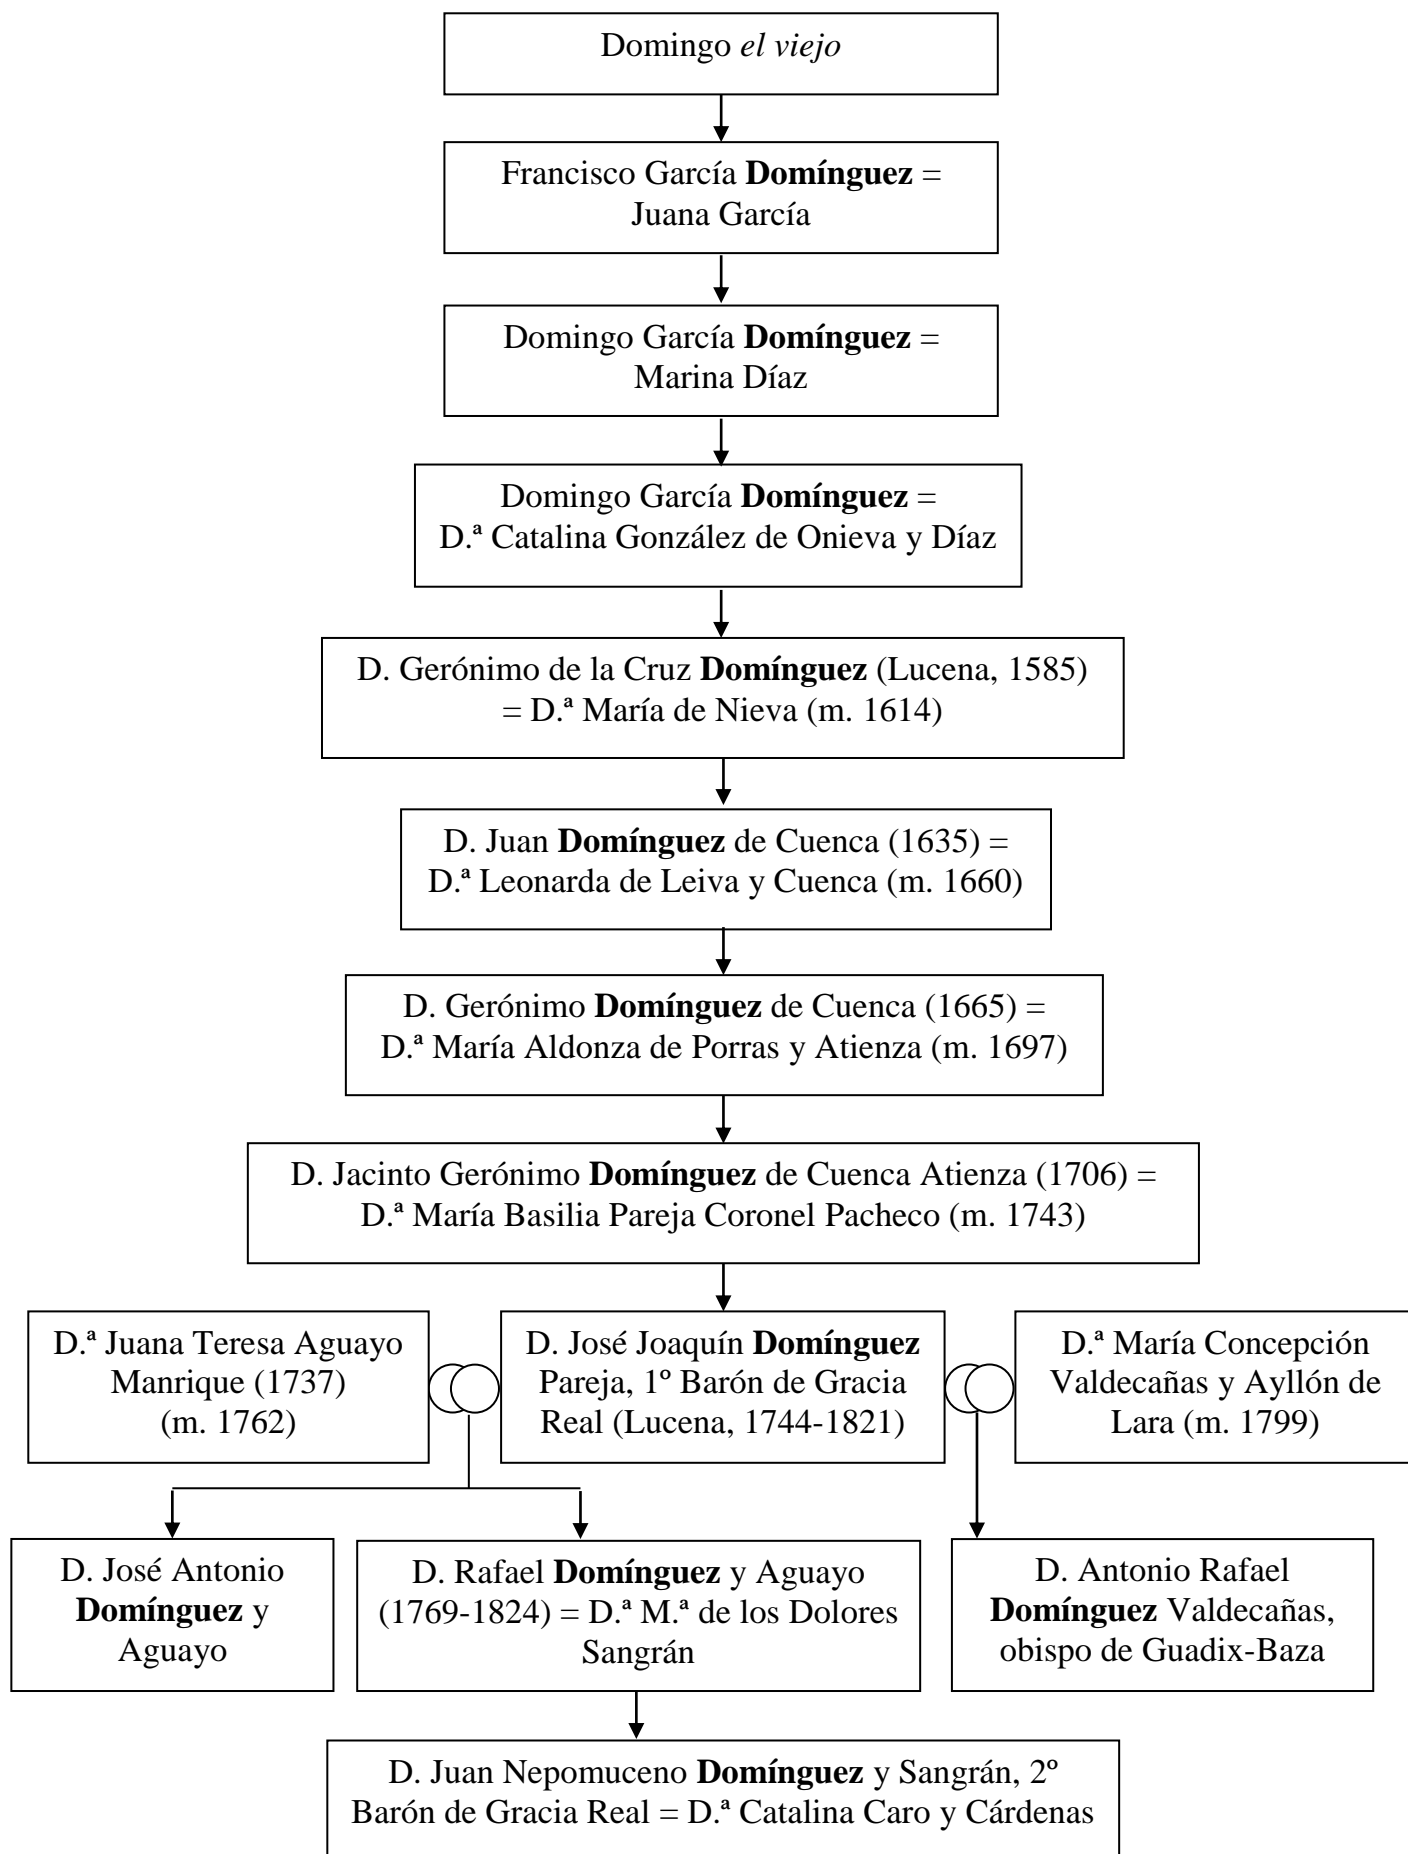 Domingo el viejo
Francisco García Domínguez =
Juana García
Domingo García Domínguez =
Marina Díaz
Domingo García Domínguez =
D.ª Catalina González de Onieva y Díaz
D. Gerónimo de la Cruz Domínguez (Lucena, 1585)
= D.ª María de Nieva (m. 1614)
D. Juan Domínguez de Cuenca (1635) =
D.ª Leonarda de Leiva y Cuenca (m. 1660)
D. Gerónimo Domínguez de Cuenca (1665) =
D.ª María Aldonza de Porras y Atienza (m. 1697)
D. Jacinto Gerónimo Domínguez de Cuenca Atienza (1706) =
D.ª María Basilia Pareja Coronel Pacheco (m. 1743)
D.ª Juana Teresa Aguayo
Manrique (1737)
(m. 1762)
D. José Joaquín Domínguez
Pareja, 1º Barón de Gracia
Real (Lucena, 1744-1821)
D.ª María Concepción
Valdecañas y Ayllón de
Lara (m. 1799)
D. José Antonio
Domínguez y
Aguayo
D. Rafael Domínguez y Aguayo
(1769-1824) = D.ª M.ª de los Dolores
Sangrán
D. Antonio Rafael
Domínguez Valdecañas,
obispo de Guadix-Baza
D. Juan Nepomuceno Domínguez y Sangrán, 2º
Barón de Gracia Real = D.ª Catalina Caro y Cárdenas